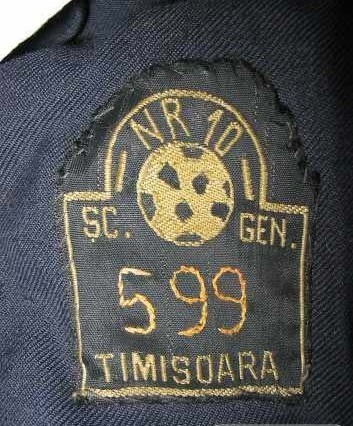 NR 10
ŞC. GEN.
599
TIMISOARA